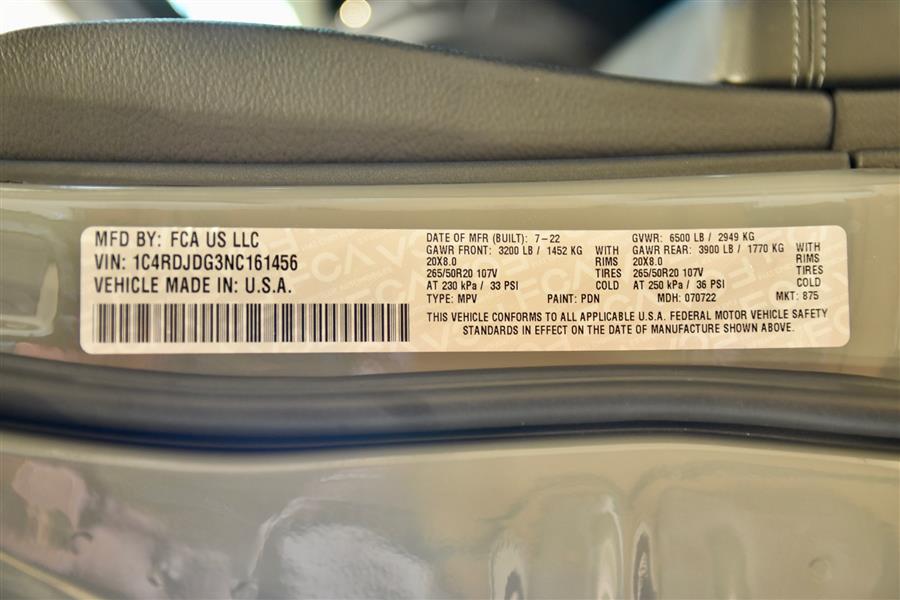 MFD BY: FCA US LLC
VIN: 1C4RDJDG3NC161456
VEHICLE MADE IN: U.S.A.
DATE OF MFR (BUILT): 7-22
GAWR FRONT: 3200 LB / 1452 KG WITH
20X8.0 RIMS
265/50R20 107V TIRES
AT 230 kPa / 33 PSI COLD
TYPE: MPV PAINT: PDN
GVWR: 6500 LB / 2949 KG
GAWR REAR: 3900 LB / 1770 KG WITH
20X8.0 RIMS
265/50R20 107V TIRES
AT 250 kPa / 36 PSI COLD
MDH: 070722 MKT: 875
THIS VEHICLE CONFORMS TO ALL APPLICABLE U.S.A. FEDERAL MOTOR VEHICLE SAFETY
STANDARDS IN EFFECT ON THE DATE OF MANUFACTURE SHOWN ABOVE.